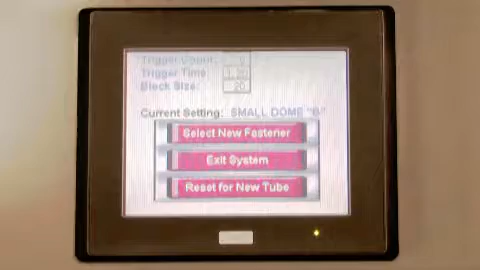 Trigger Count:
Trigger Time:
Block Size: 20
Current Setting: SMALL DOME "B"
Select New Fastener
Exit System
Reset for New Tube